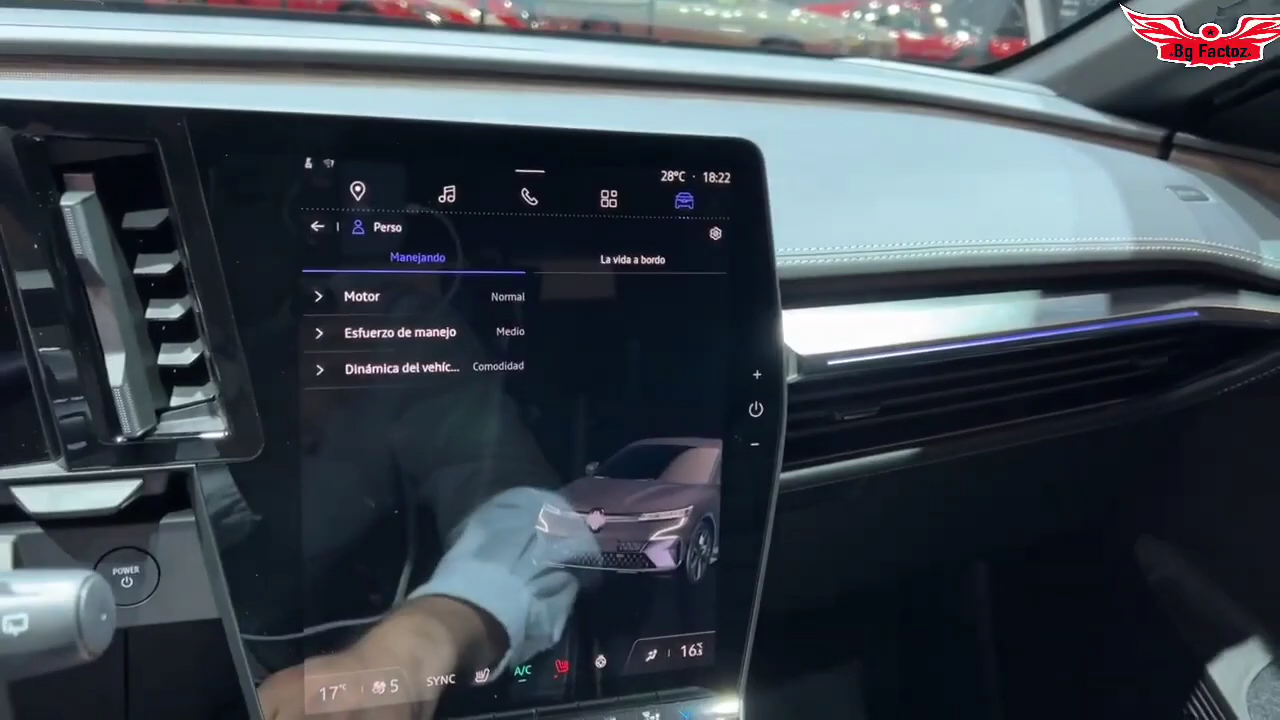 .Bg Factoz.
28°C · 18:22
Perso
Manejando
La vida a bordo
Motor Normal
Esfuerzo de manejo Medio
Dinámica del vehíc... Comodidad
POWER
17°C 5 SYNC A/C 16